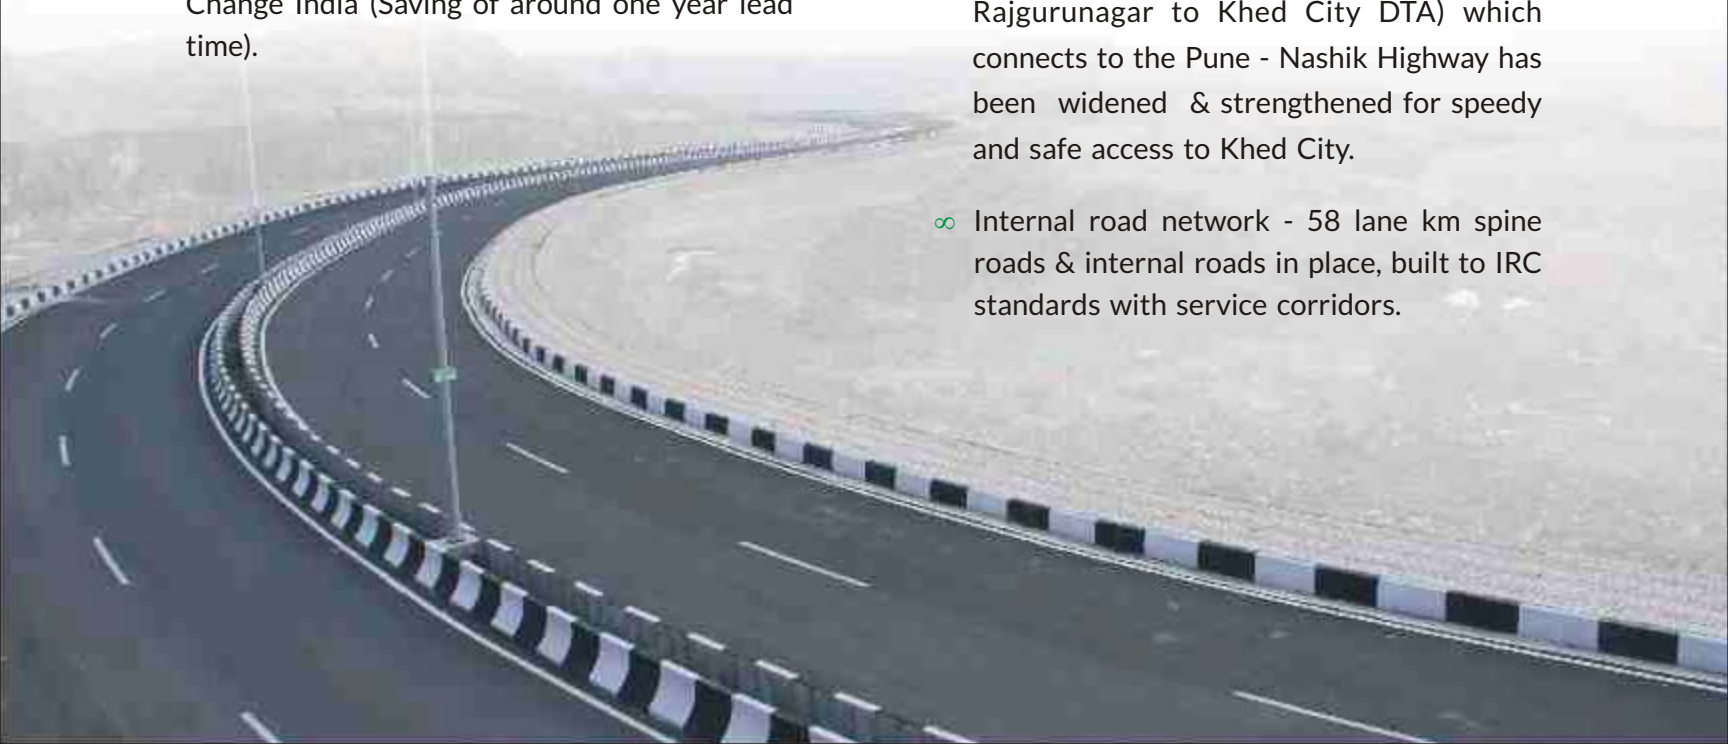 Change India (Saving of around one year lead
time).
Rajgurunagar to Khed City DTA) which
connects to the Pune - Nashik Highway has
been widened & strengthened for speedy
and safe access to Khed City.
∞ Internal road network - 58 lane km spine
roads & internal roads in place, built to IRC
standards with service corridors.